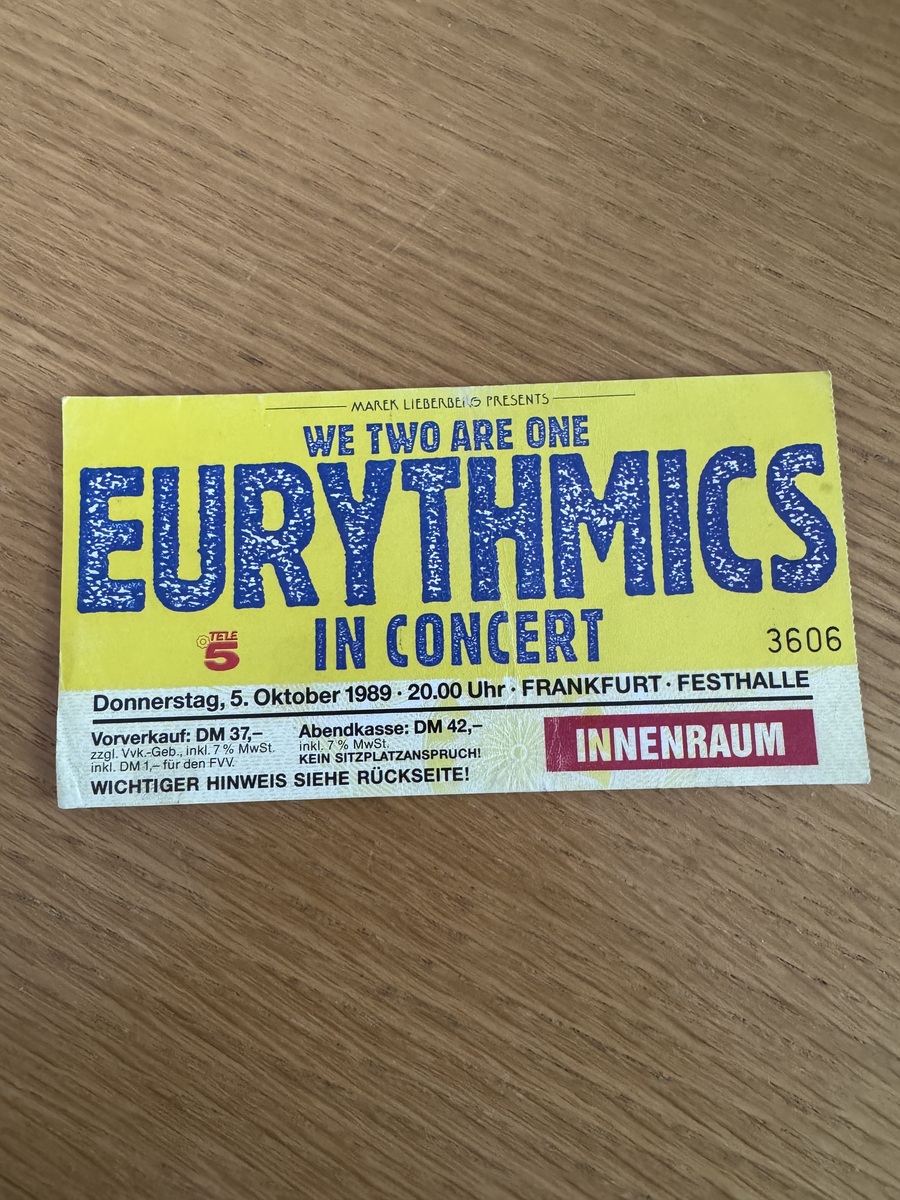 MAREK LIEBERBERG PRESENTS
WE TWO ARE ONE
EURYTHMICS
IN CONCERT
TELE
5
3606
Donnerstag, 5. Oktober 1989 · 20.00 Uhr · FRANKFURT · FESTHALLE
Vorverkauf: DM 37,–
zzgl. Vvk.-Geb., inkl. 7 % MwSt.
inkl. DM 1,– für den FVV.
Abendkasse: DM 42,–
inkl. 7 % MwSt.
KEIN SITZPLATZANSPRUCH!
WICHTIGER HINWEIS SIEHE RÜCKSEITE!
INNENRAUM